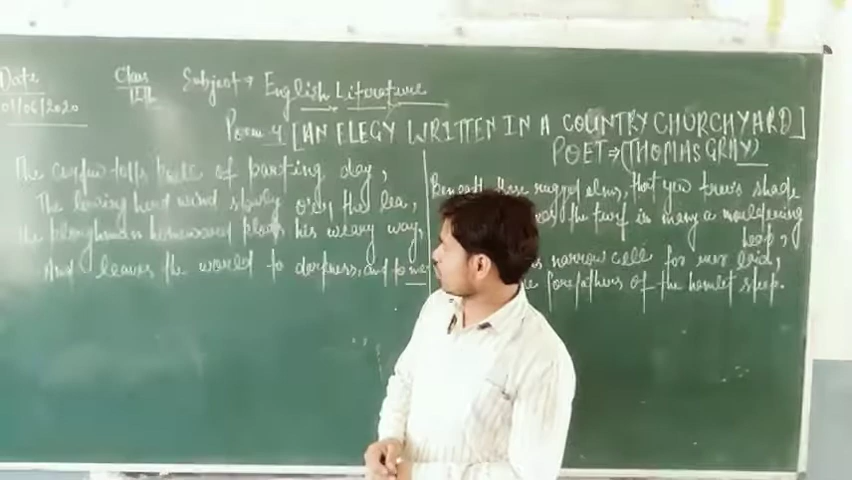 Date
01/06/2020
Class
Subject → English Literature
Poem 4 [AN ELEGY WRITTEN IN A COUNTRY CHURCHYARD]
POET → (THOMAS GRAY)
The curfew tolls knell of parting day,
The lowing herd wind slowly o'er the lea,
The ploughman homeward plods his weary way,
And leaves the world to darkness, and to me
Beneath those rugged elms, that yew tree's shade
the turf in many a mouldering
heap,
narrow cell for ever laid,
forefathers of the hamlet sleep.